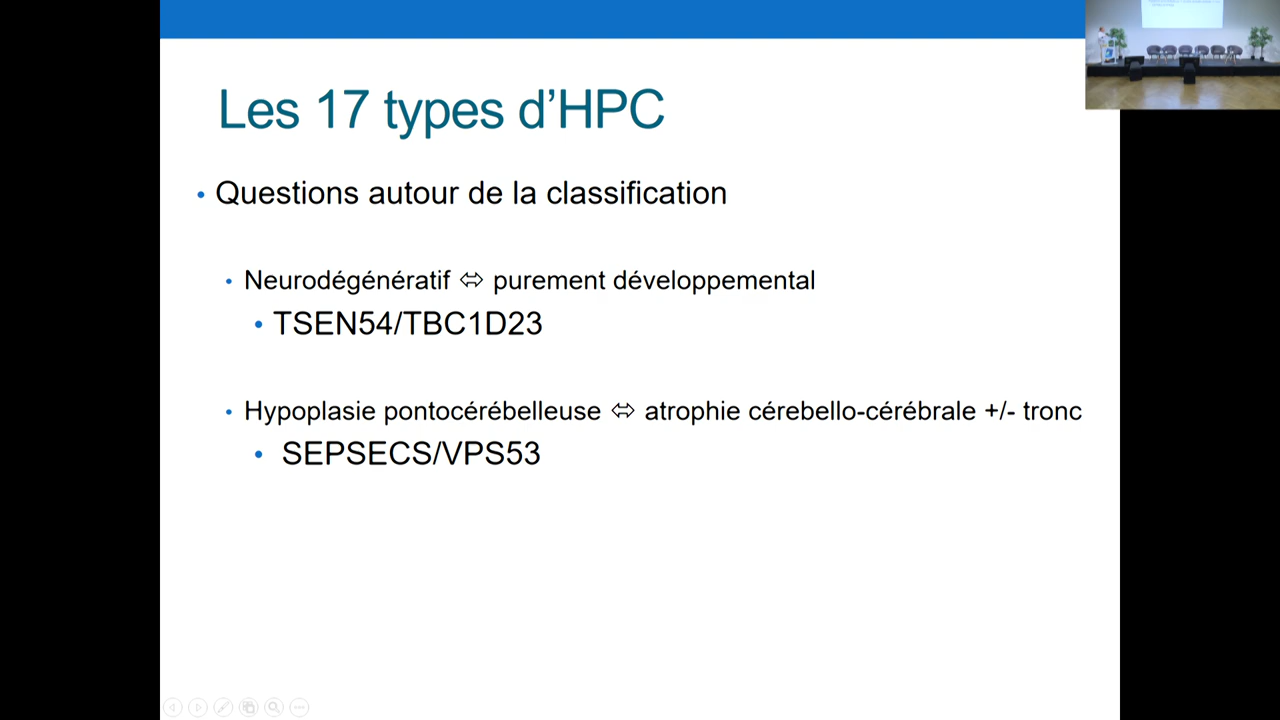 Les 17 types d’HPC
• Questions autour de la classification
• Neurodégénératif ⬄ purement développemental
• TSEN54/TBC1D23
• Hypoplasie pontocérébelleuse ⬄ atrophie cérebello-cérébrale +/- tronc
• SEPSECS/VPS53